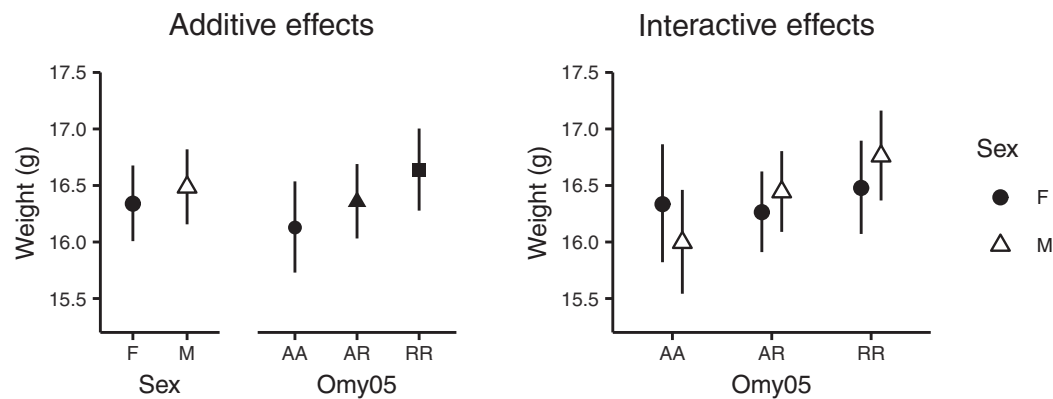 Additive effects
Interactive effects
Weight (g)
17.5
17.0
16.5
16.0
15.5
F
M
AA
AR
RR
Sex
Omy05
Weight (g)
17.5
17.0
16.5
16.0
15.5
AA
AR
RR
Omy05
Sex
F
M